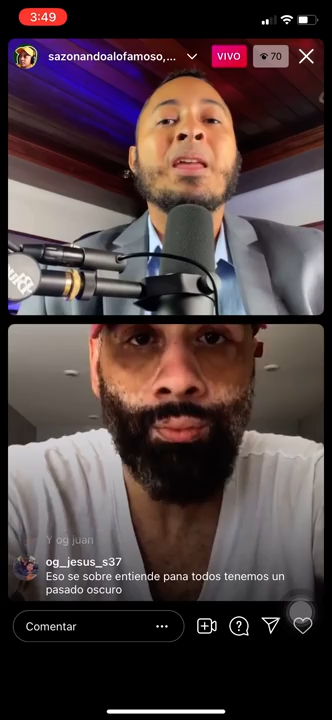 3:49
sazonandoalofamoso,...
VIVO
70
Y og juan
og_jesus_s37
Eso se sobre entiende pana todos tenemos un
pasado oscuro
Comentar